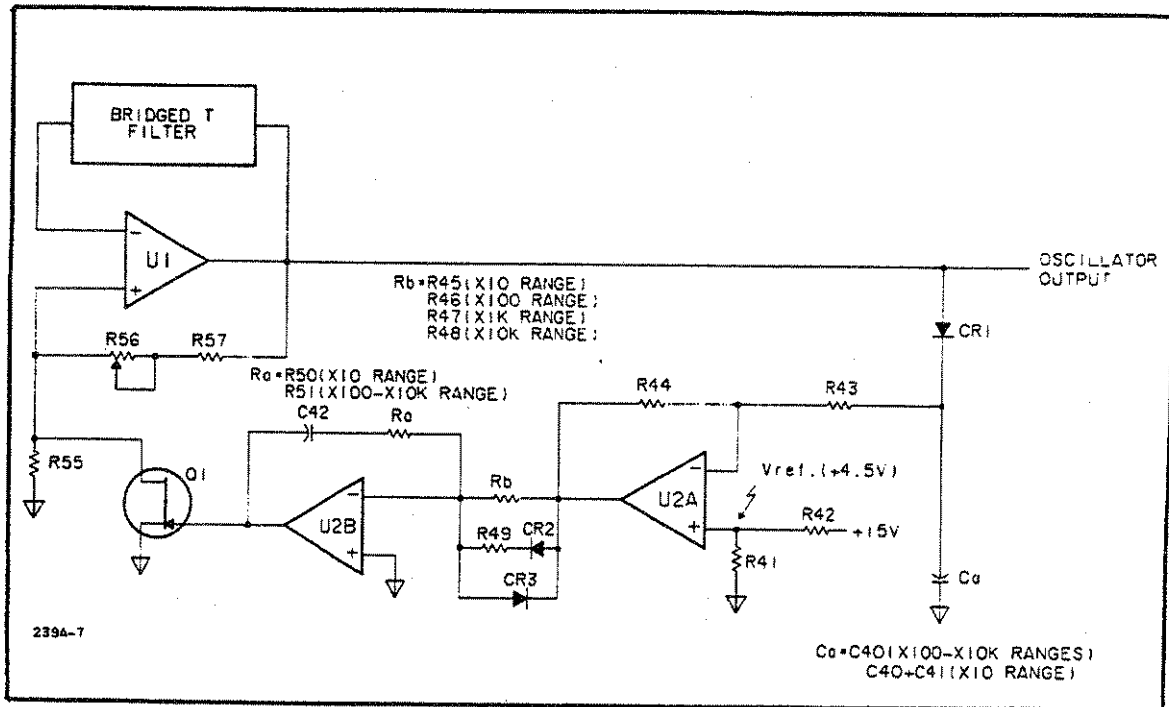 BRIDGED T
FILTER
U1
-
+
OSCILLATOR
OUTPUT
Rb=R45(X10 RANGE)
R46(X100 RANGE)
R47(X1K RANGE)
R48(X10K RANGE)
CR1
R56
R57
Ra=R50(X10 RANGE)
R51(X100-X10K RANGE)
R44
R43
C42
Ra
R55
Q1
Rb
U2A
-
+
Vref.(+4.5V)
U2B
-
+
R49
CR2
R42
+15V
R41
CR3
Ca
239A-7
Ca=C40(X100-X10K RANGES)
C40+C41(X10 RANGE)